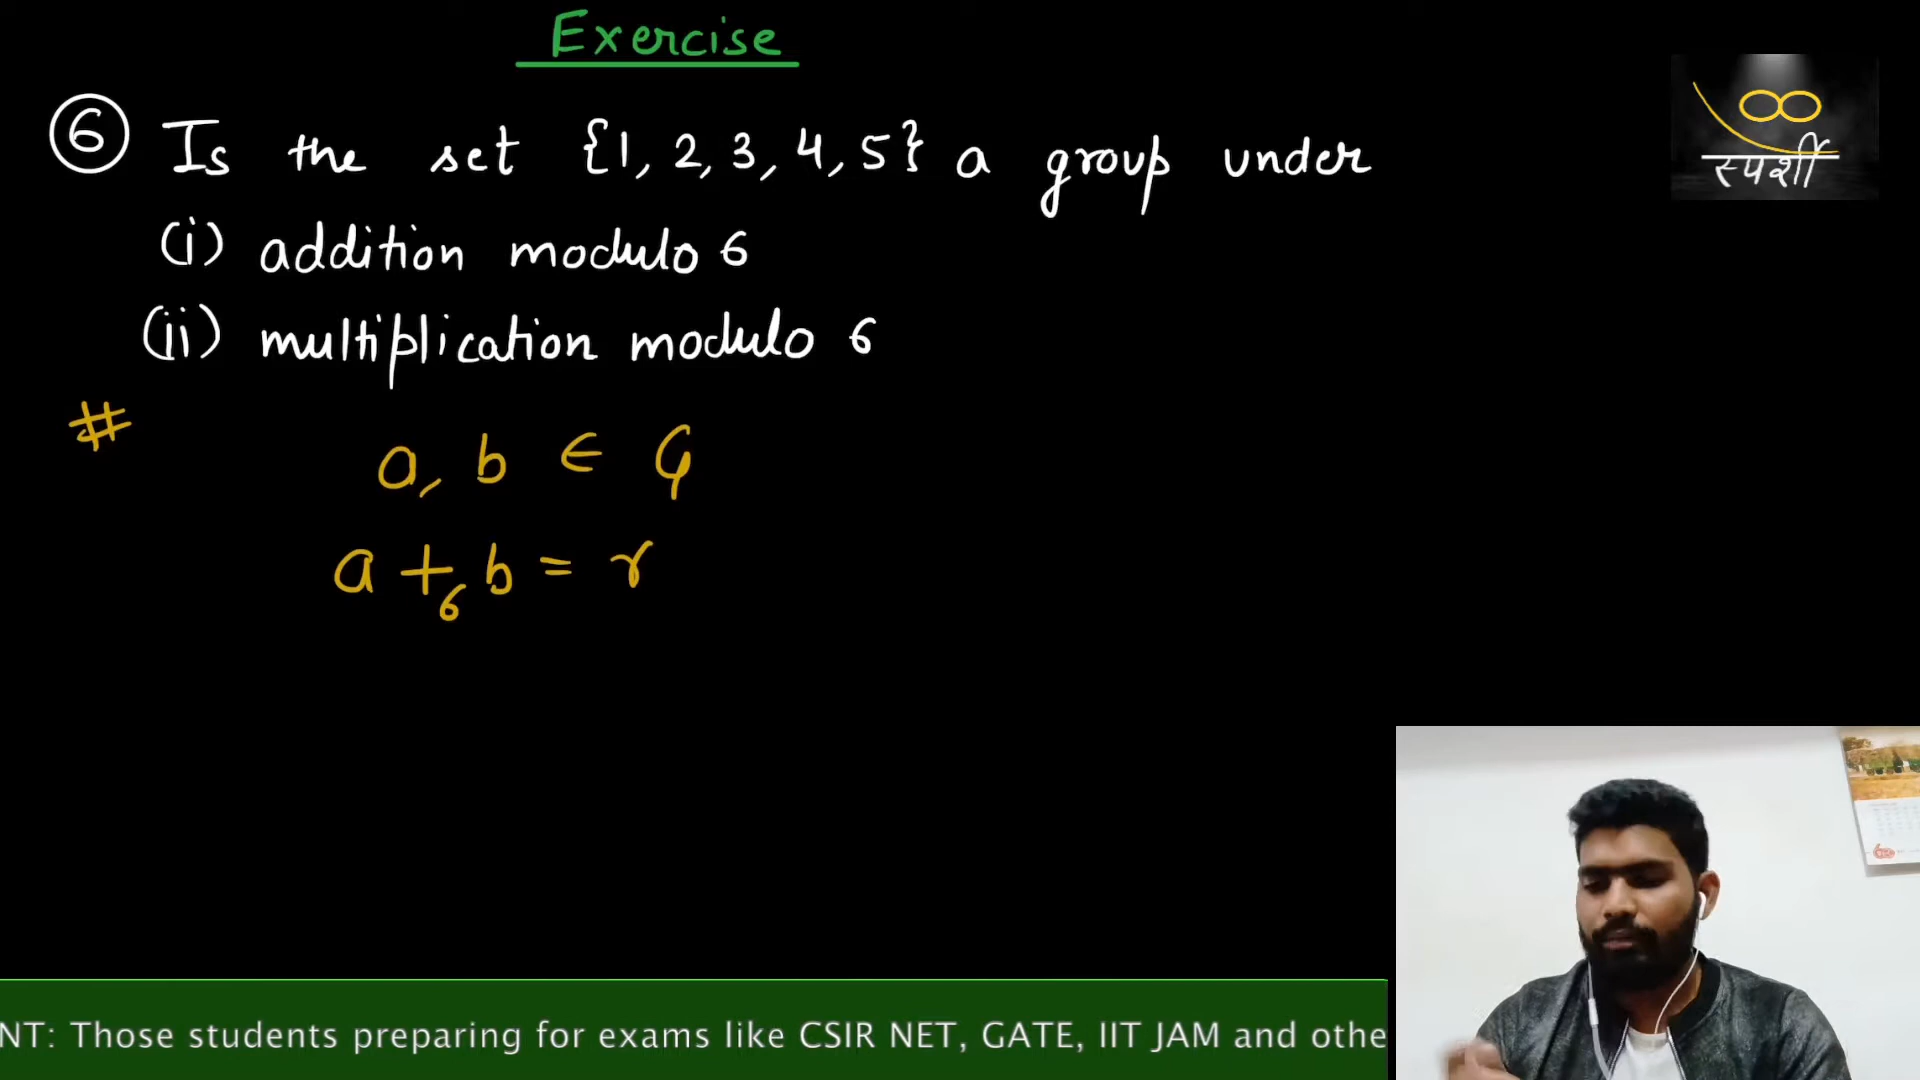 Exercise
⑥ Is the set {1, 2, 3, 4, 5} a group under
(i) addition modulo 6
(ii) multiplication modulo 6
#
a, b ∈ G
a +₆ b = r
स्पर्शी
NT: Those students preparing for exams like CSIR NET, GATE, IIT JAM and othe